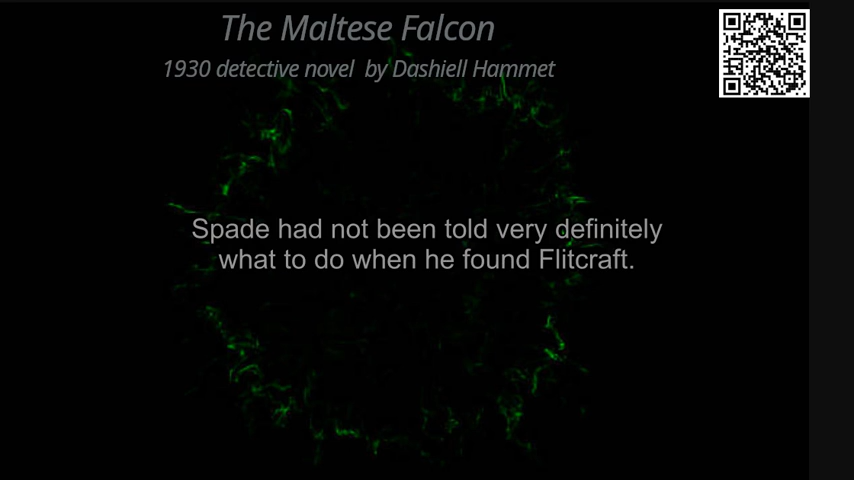 The Maltese Falcon
1930 detective novel by Dashiell Hammet
Spade had not been told very definitely
what to do when he found Flitcraft.